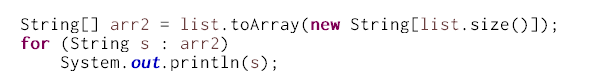 String[] arr2 = list.toArray(new String[list.size()]);
for (String s : arr2)
    System.out.println(s);